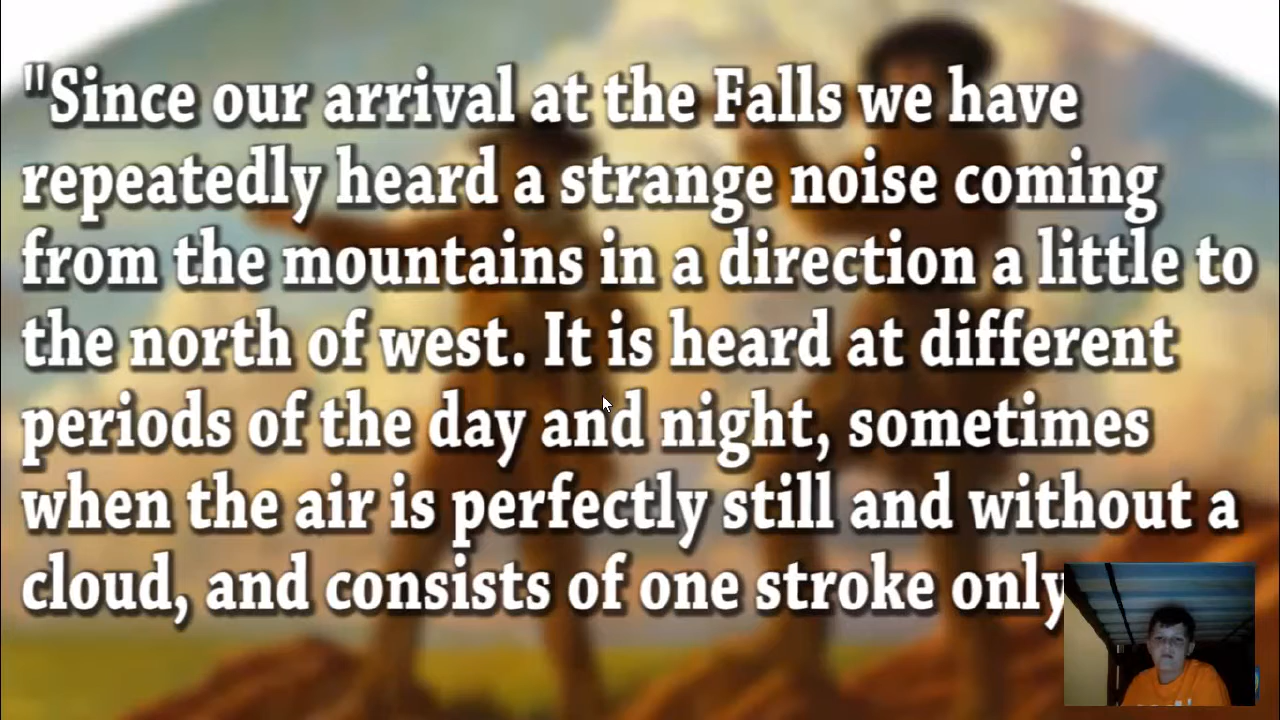 "Since our arrival at the Falls we have
repeatedly heard a strange noise coming
from the mountains in a direction a little to
the north of west. It is heard at different
periods of the day and night, sometimes
when the air is perfectly still and without a
cloud, and consists of one stroke only